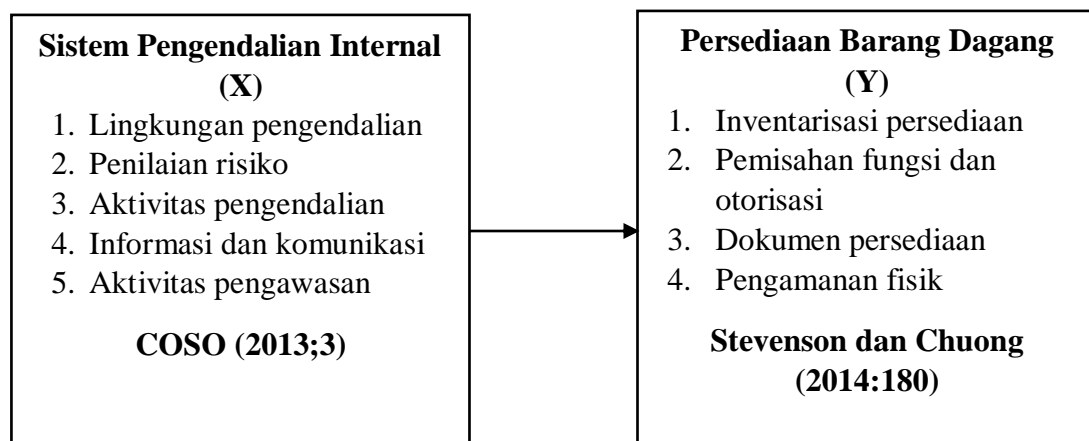 Sistem Pengendalian Internal
(X)
1. Lingkungan pengendalian
2. Penilaian risiko
3. Aktivitas pengendalian
4. Informasi dan komunikasi
5. Aktivitas pengawasan
COSO (2013;3)
Persediaan Barang Dagang
(Y)
1. Inventarisasi persediaan
2. Pemisahan fungsi dan
otorisasi
3. Dokumen persediaan
4. Pengamanan fisik
Stevenson dan Chuong
(2014:180)